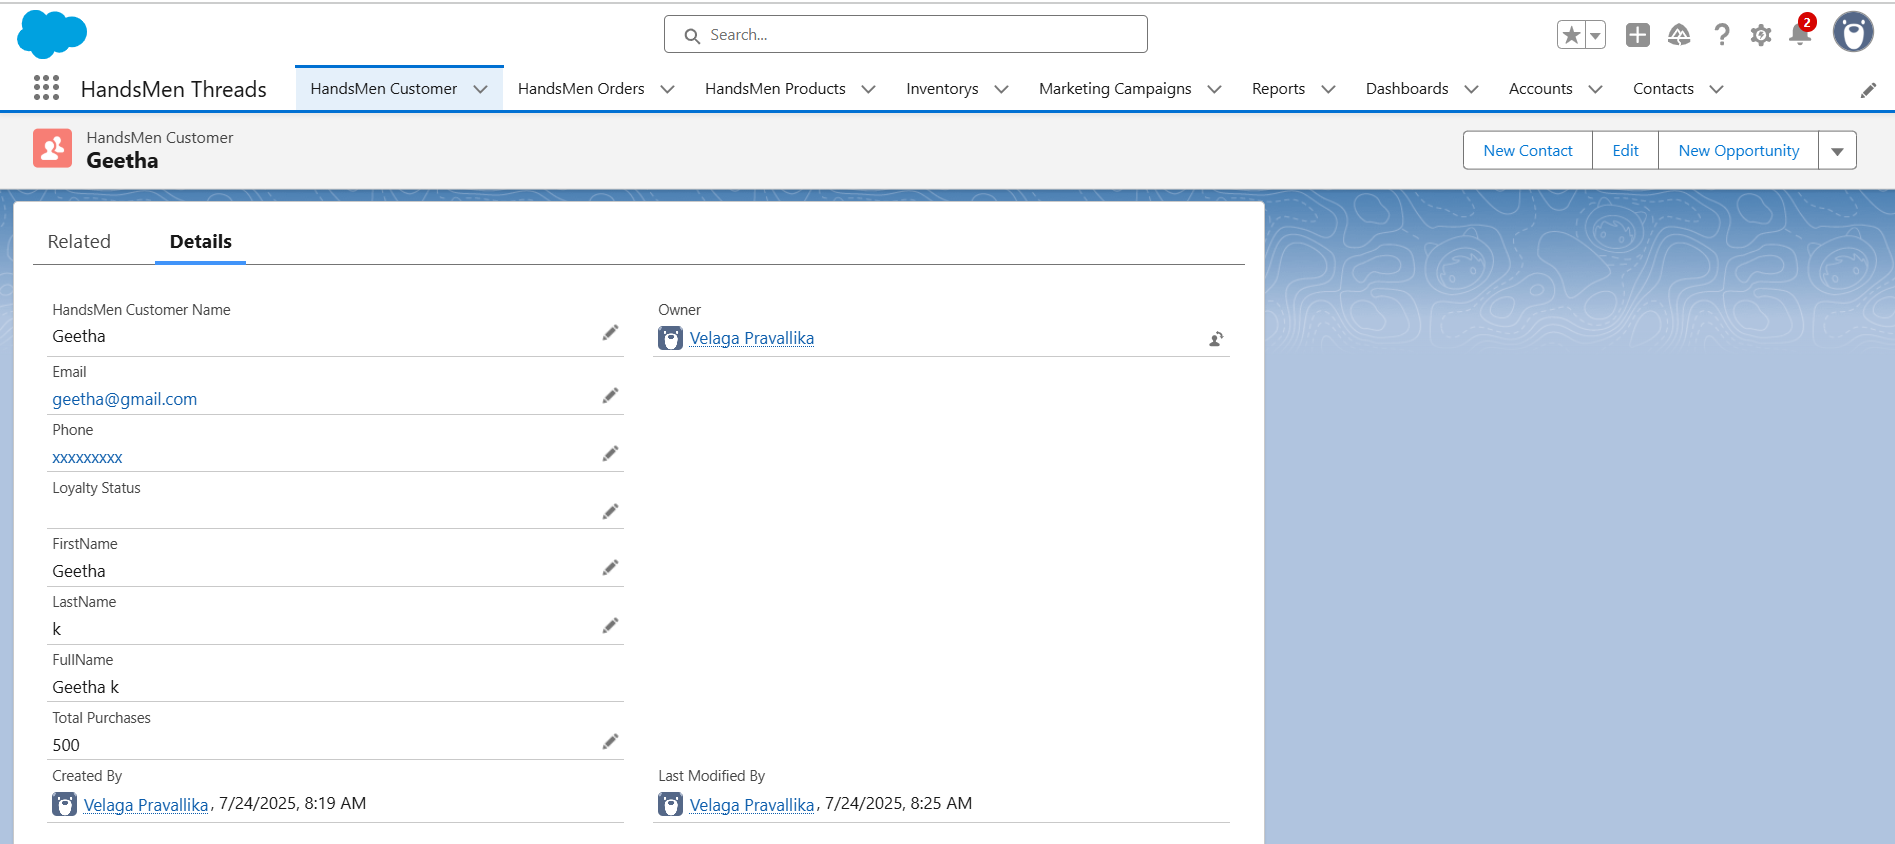 Search...
2
HandsMen Threads
HandsMen Customer
HandsMen Orders
HandsMen Products
Inventorys
Marketing Campaigns
Reports
Dashboards
Accounts
Contacts
HandsMen Customer
Geetha
New Contact
Edit
New Opportunity
Related
Details
HandsMen Customer Name
Geetha
Owner
Velaga Pravallika
Email
geetha@gmail.com
Phone
xxxxxxxxx
Loyalty Status
FirstName
Geetha
LastName
k
FullName
Geetha k
Total Purchases
500
Created By
Velaga Pravallika, 7/24/2025, 8:19 AM
Last Modified By
Velaga Pravallika, 7/24/2025, 8:25 AM